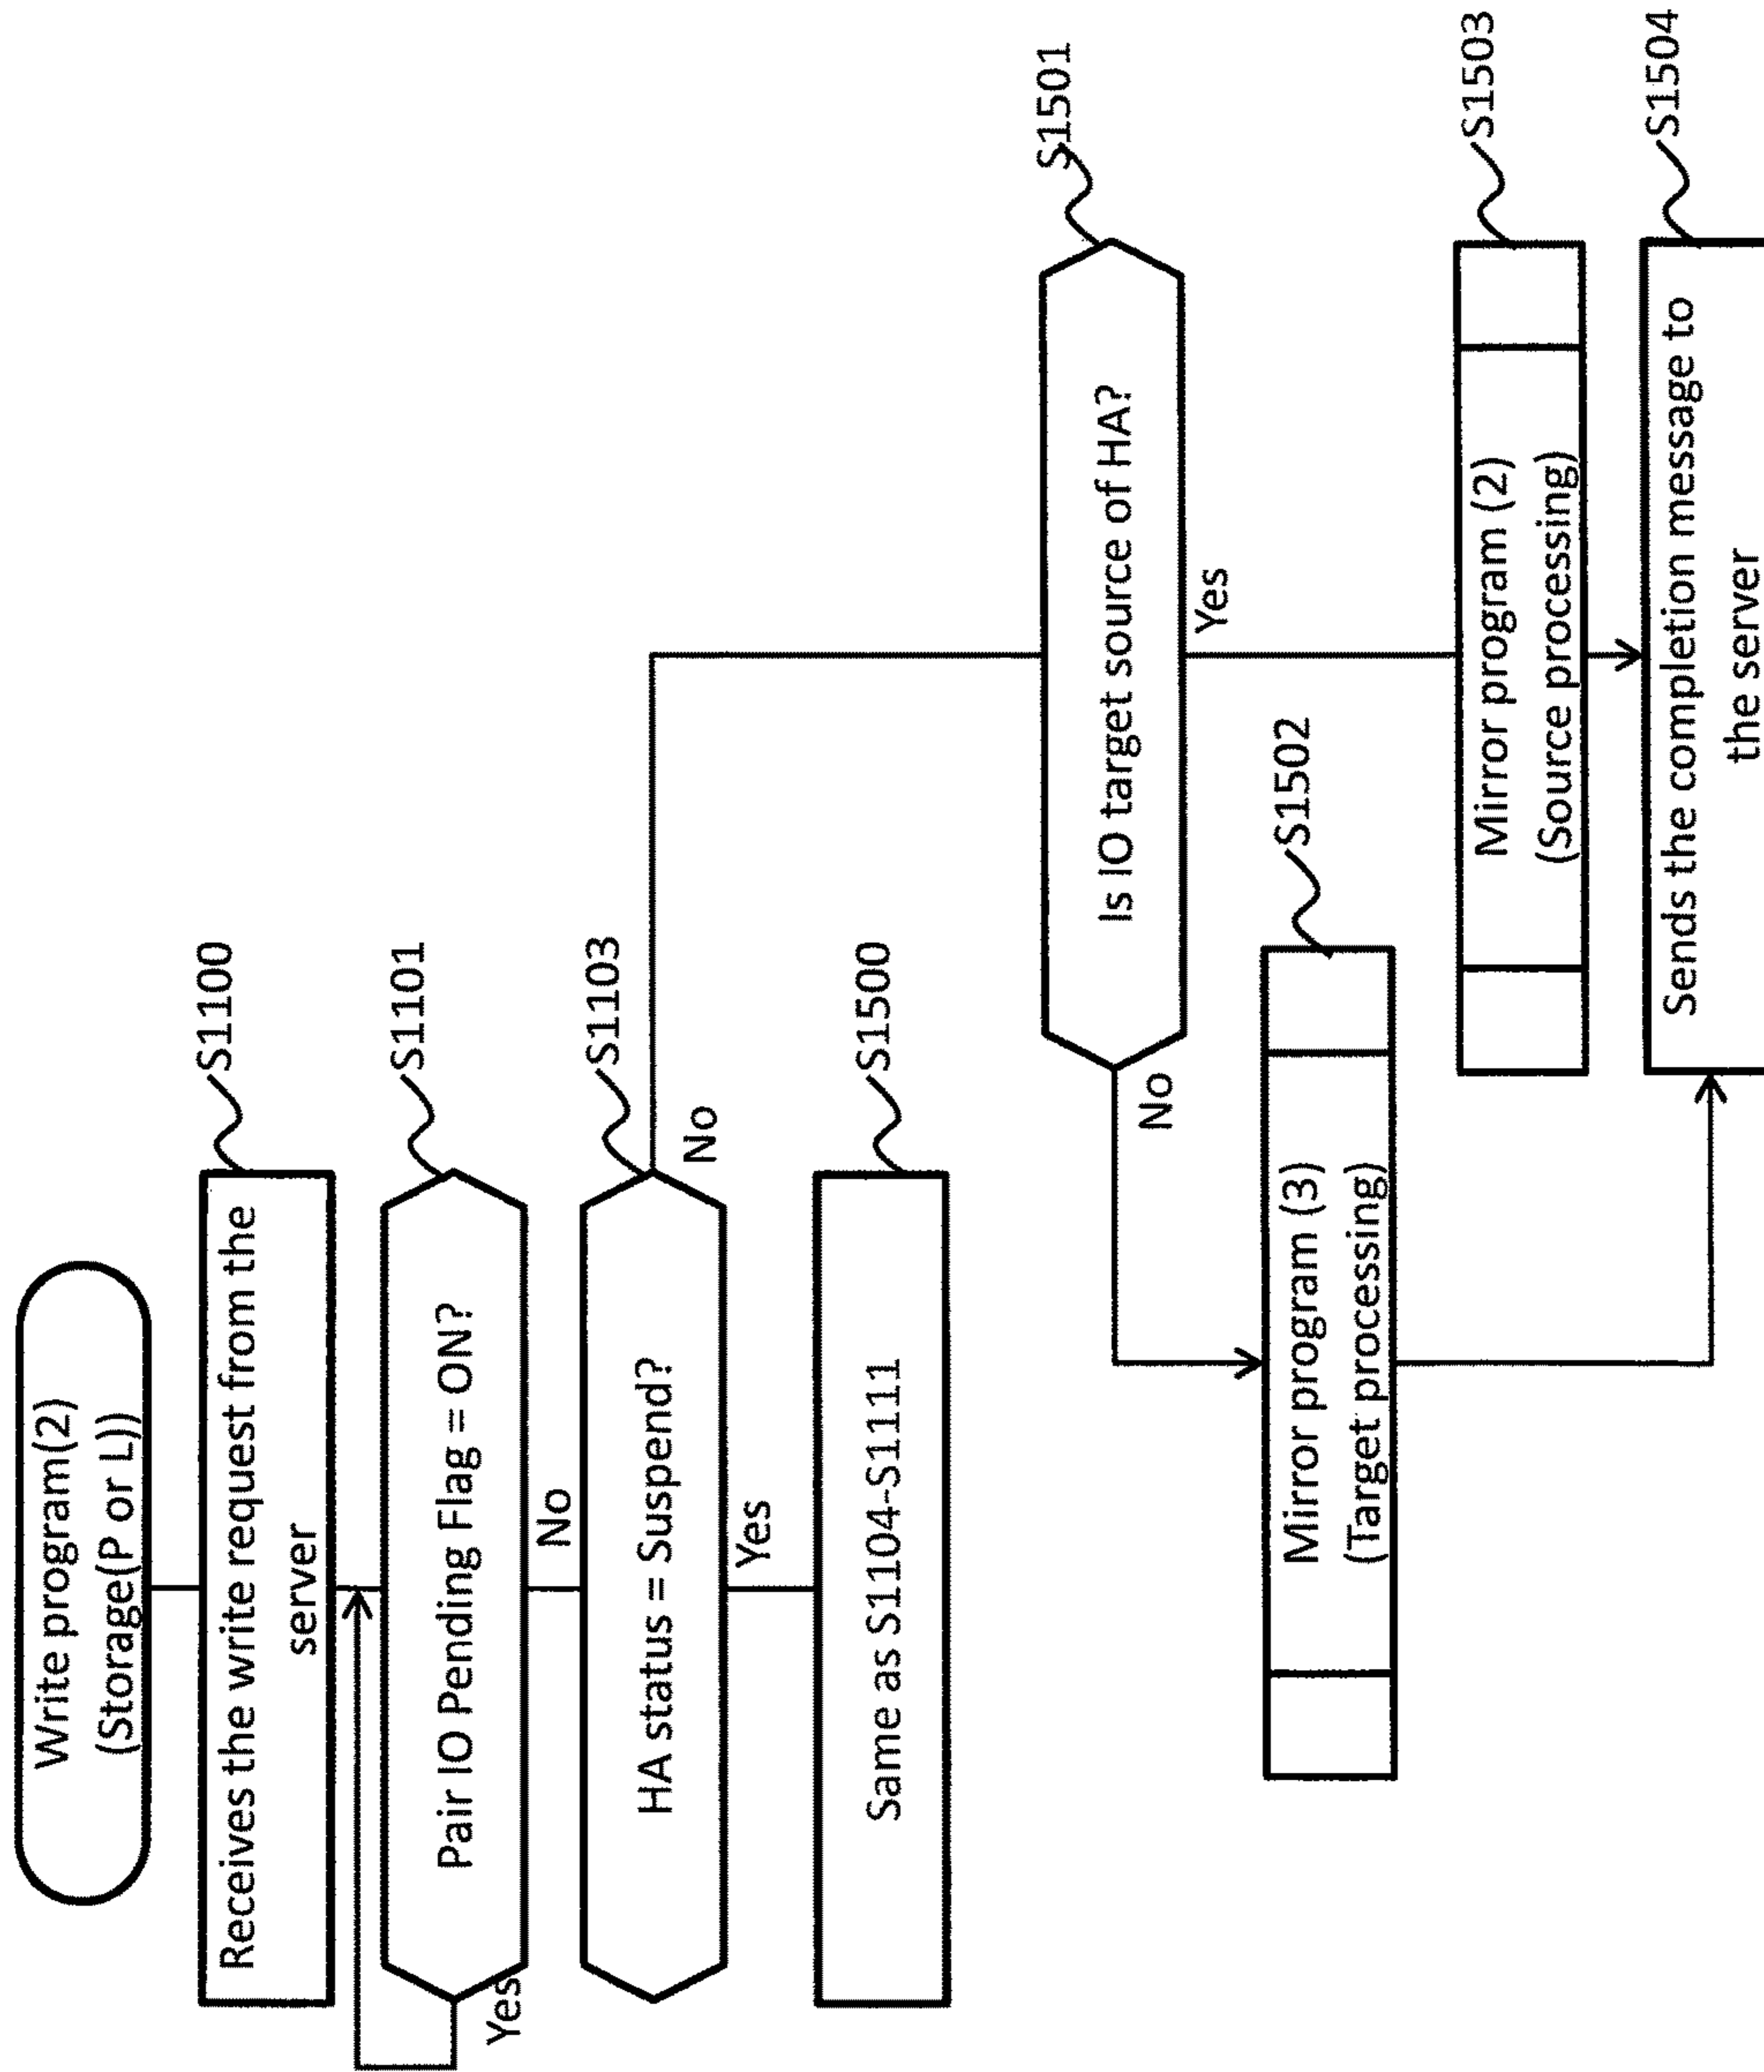 Write program(2)
(Storage(P or L))
S1100
Receives the write request from the
server
S1101
Pair IO Pending Flag = ON?
Yes
No
S1103
HA status = Suspend?
No
Yes
S1500
Same as S1104-S1111
S1501
Is IO target source of HA?
No
Yes
S1502
Mirror program (3)
(Target processing)
S1503
Mirror program (2)
(Source processing)
S1504
Sends the completion message to
the server